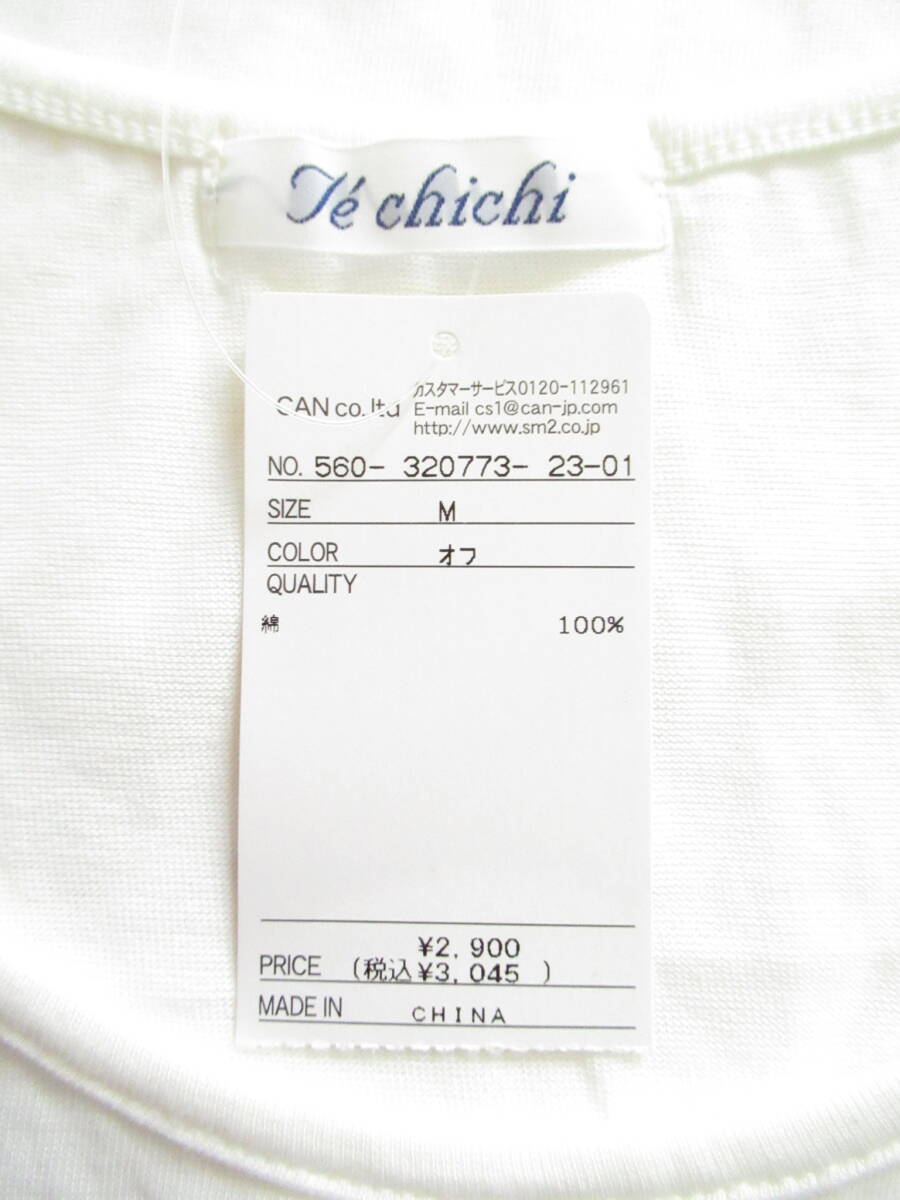 Té chichi
CAN co. ltd
カスタマーサービス0120-112961
E-mail cs1@can-jp.com
http://www.sm2.co.jp
NO. 560- 320773- 23-01
SIZE M
COLOR オフ
QUALITY
綿 100%
¥2,900
PRICE (税込¥3,045 )
MADE IN CHINA